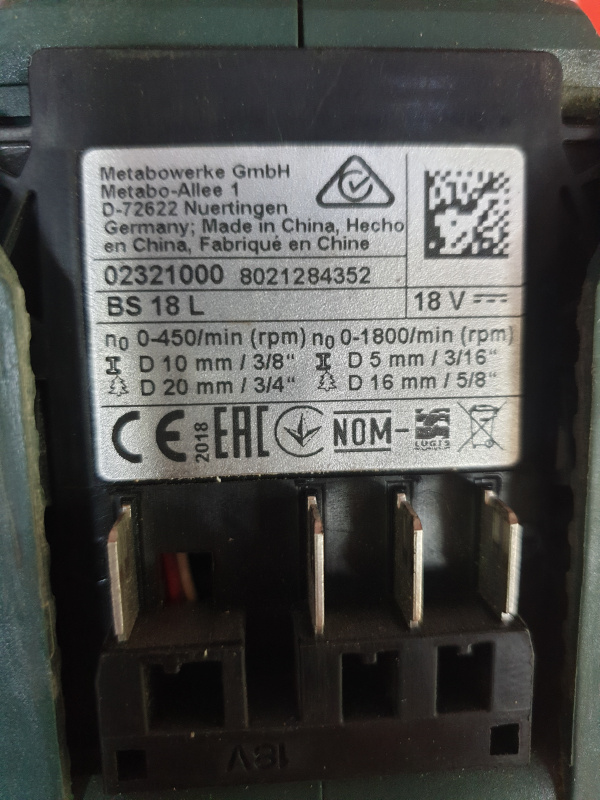 Metabowerke GmbH
Metabo-Allee 1
D-72622 Nuertingen
Germany; Made in China, Hecho
en China, Fabriqué en Chine
02321000 8021284352
BS 18 L 18 V
n0 0-450/min (rpm) n0 0-1800/min (rpm)
D 10 mm / 3/8“ D 5 mm / 3/16“
D 20 mm / 3/4“ D 16 mm / 5/8“
CE 2018 EAC NOM- LUGIS
18V